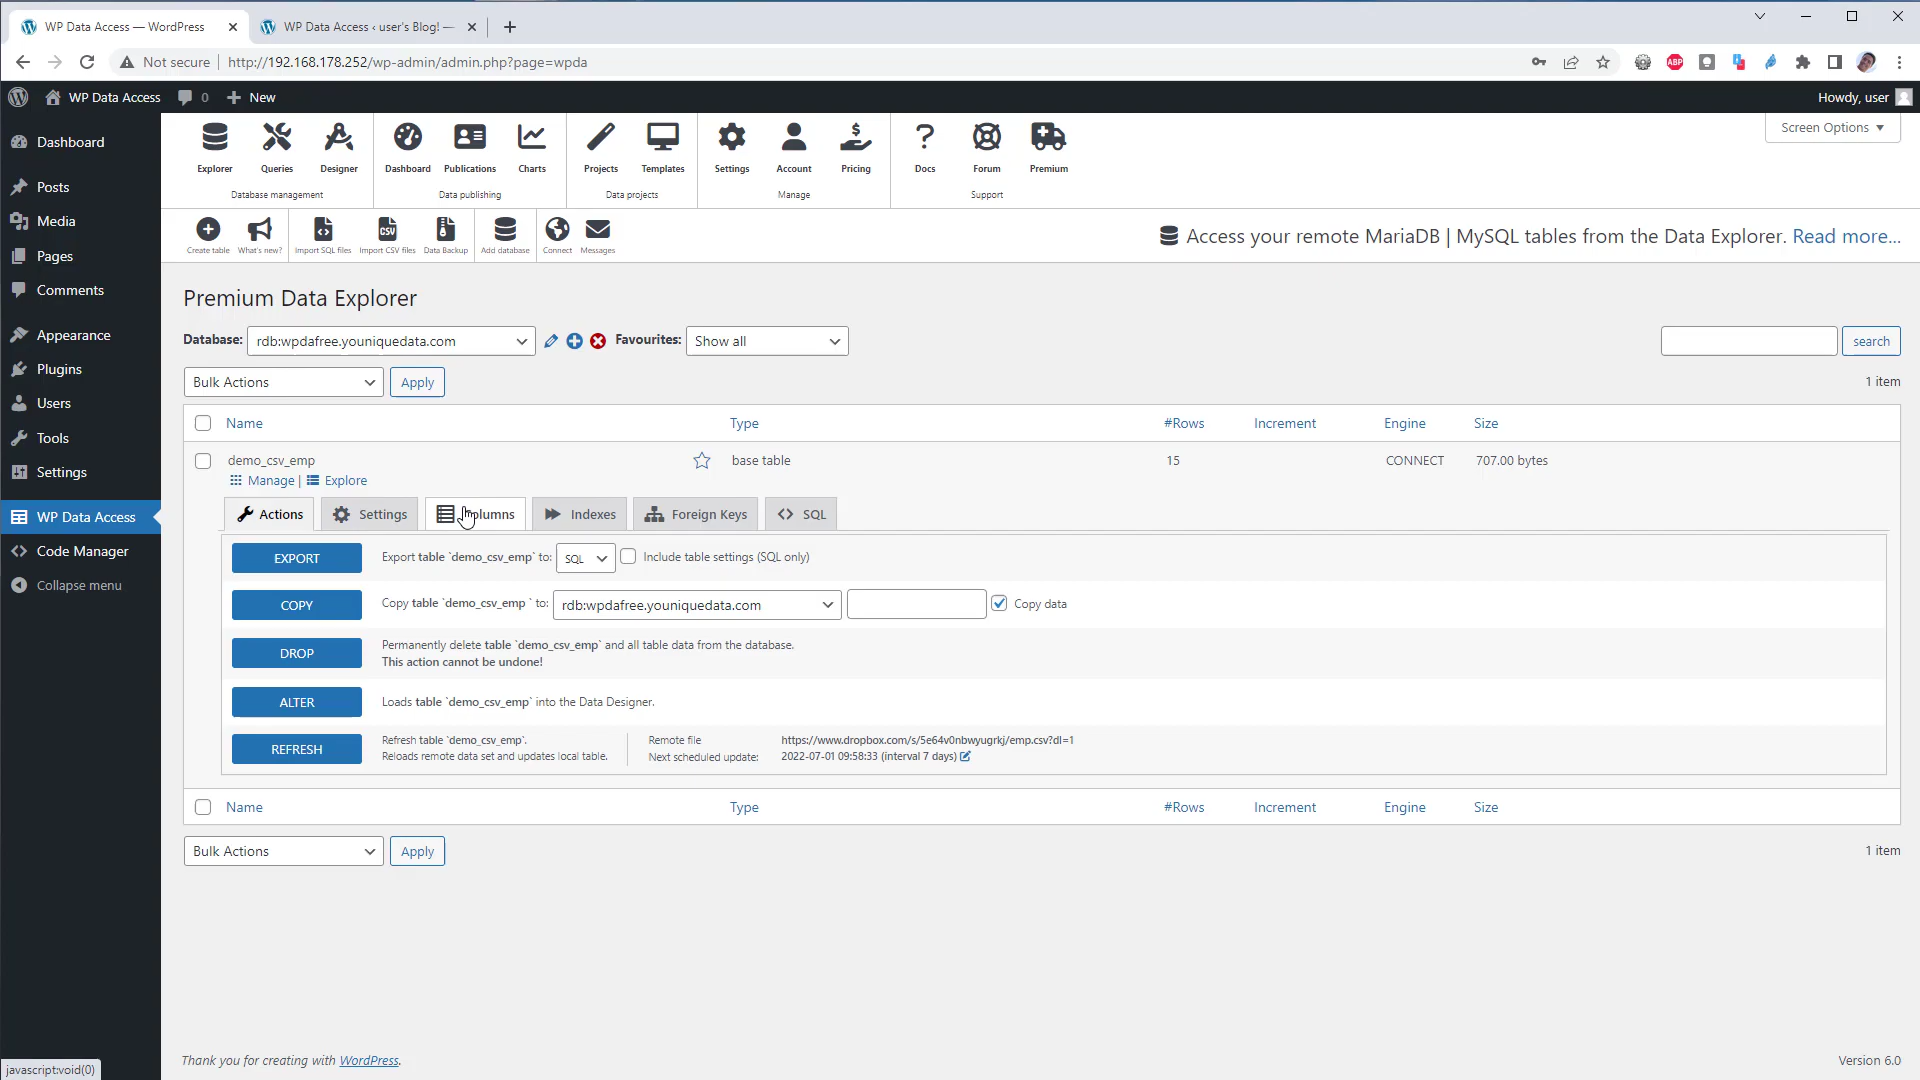 WP Data Access — WordPress
WP Data Access ‹ user's Blog! —
Not secure
http://192.168.178.252/wp-admin/admin.php?page=wpda
ABP
WP Data Access
0
New
Howdy, user
Screen Options
Explorer
Queries
Designer
Database management
Dashboard
Publications
Charts
Data publishing
Projects
Templates
Data projects
Settings
Account
Pricing
Manage
Docs
Forum
Premium
Support
Create table
What's new?
Import SQL files
Import CSV files
Data Backup
Add database
Connect
Messages
Access your remote MariaDB | MySQL tables from the Data Explorer. Read more...
Dashboard
Posts
Media
Pages
Comments
Appearance
Plugins
Users
Tools
Settings
WP Data Access
Code Manager
Collapse menu
Premium Data Explorer
Database: rdb:wpdafree.youniquedata.com Favourites: Show all
search
Bulk Actions Apply 1 item
Name Type #Rows Increment Engine Size
demo_csv_emp base table 15 CONNECT 707.00 bytes
Manage | Explore
Actions Settings lumns Indexes Foreign Keys SQL
EXPORT Export table `demo_csv_emp` to: SQL Include table settings (SQL only)
COPY Copy table `demo_csv_emp ` to: rdb:wpdafree.youniquedata.com Copy data
DROP Permanently delete table `demo_csv_emp` and all table data from the database.
This action cannot be undone!
ALTER Loads table `demo_csv_emp` into the Data Designer.
REFRESH Refresh table `demo_csv_emp`. Remote file https://www.dropbox.com/s/5e64v0nbwyugrkj/emp.csv?dl=1
Reloads remote data set and updates local table. Next scheduled update: 2022-07-01 09:58:33 (interval 7 days)
Name Type #Rows Increment Engine Size
Bulk Actions Apply 1 item
Thank you for creating with WordPress. Version 6.0
javascript:void(0)